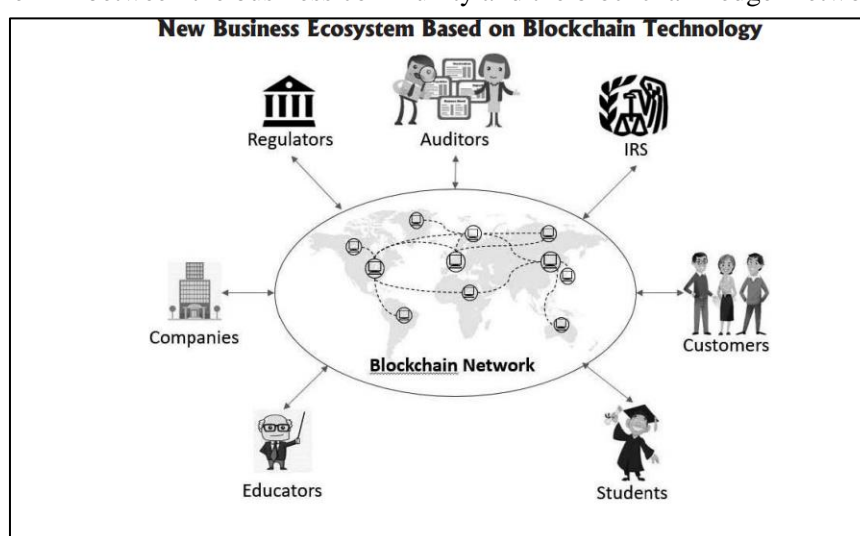 New Business Ecosystem Based on Blockchain Technology
Regulators
Auditors
IRS
Companies
Customers
Blockchain Network
Educators
Students